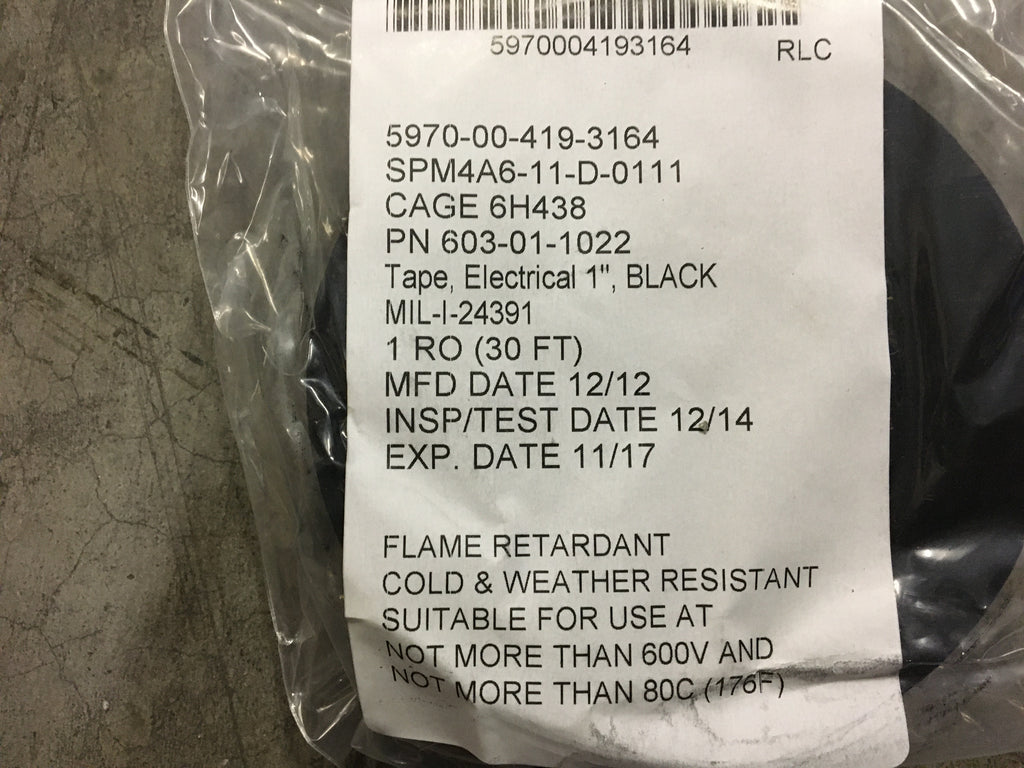 5970004193164 RLC
5970-00-419-3164
SPM4A6-11-D-0111
CAGE 6H438
PN 603-01-1022
Tape, Electrical 1", BLACK
MIL-I-24391
1 RO (30 FT)
MFD DATE 12/12
INSP/TEST DATE 12/14
EXP. DATE 11/17
FLAME RETARDANT
COLD & WEATHER RESISTANT
SUITABLE FOR USE AT
NOT MORE THAN 600V AND
NOT MORE THAN 80C (176F)